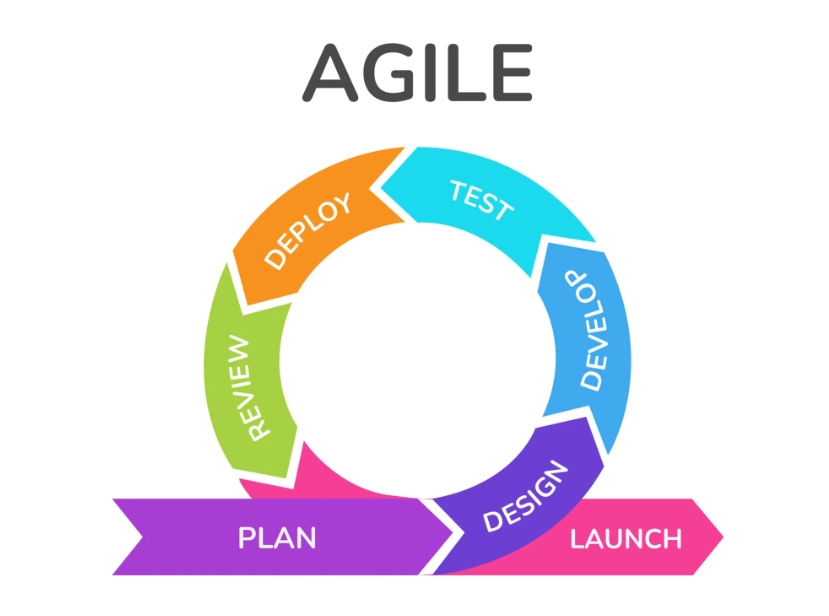 AGILE
PLAN
DESIGN
DEVELOP
TEST
DEPLOY
REVIEW
LAUNCH